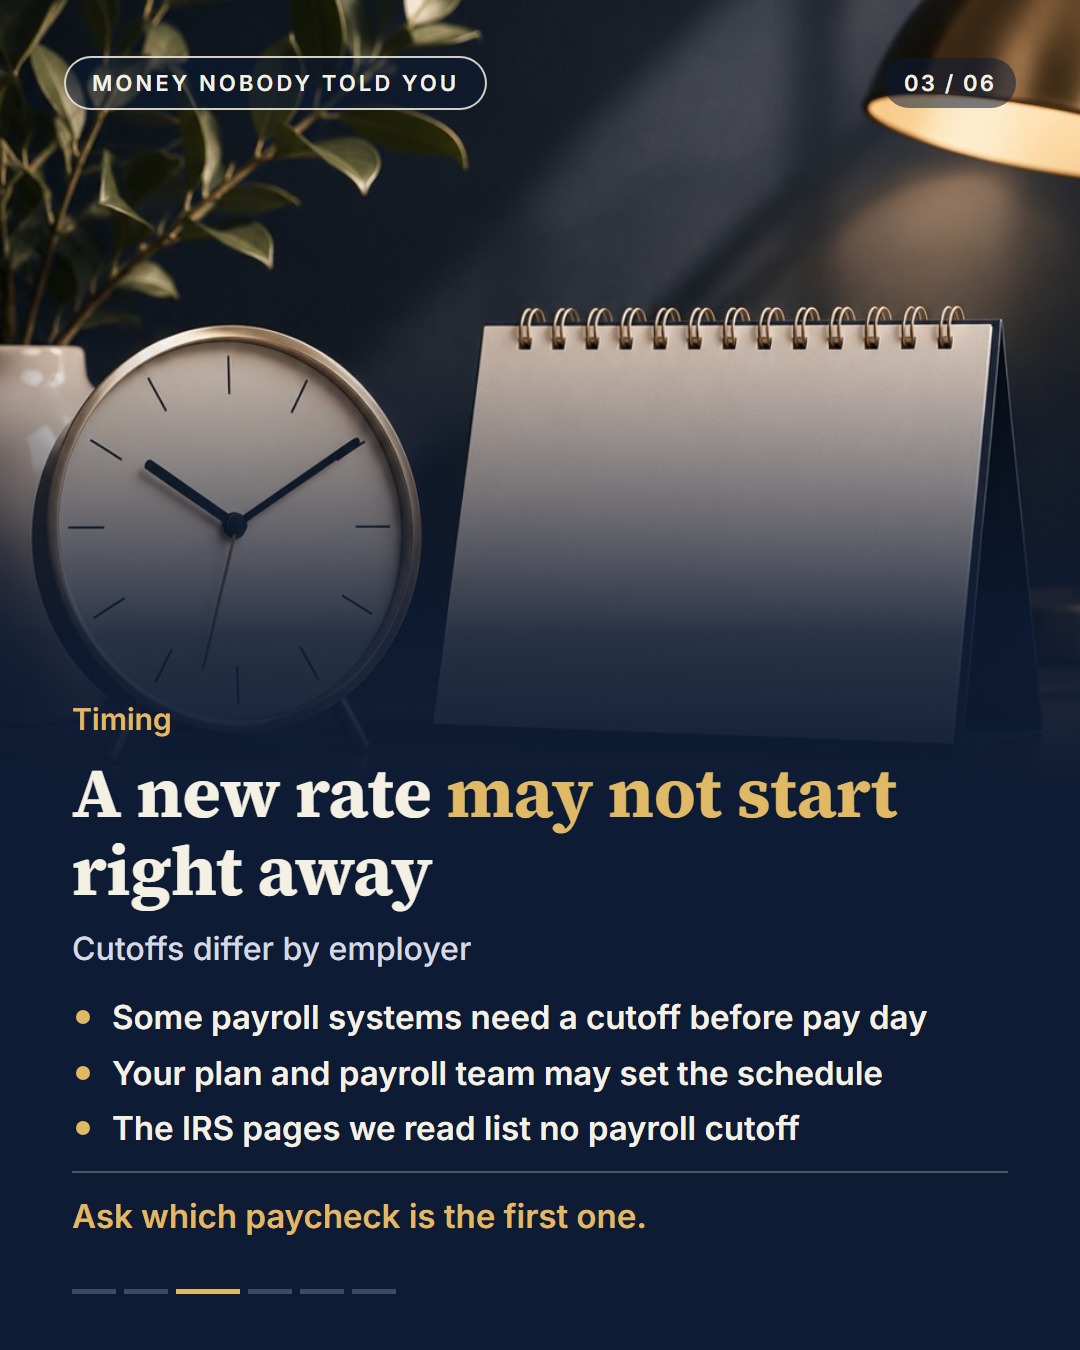 MONEY NOBODY TOLD YOU
03 / 06
Timing
A new rate may not start
right away
Cutoffs differ by employer
Some payroll systems need a cutoff before pay day
Your plan and payroll team may set the schedule
The IRS pages we read list no payroll cutoff
Ask which paycheck is the first one.